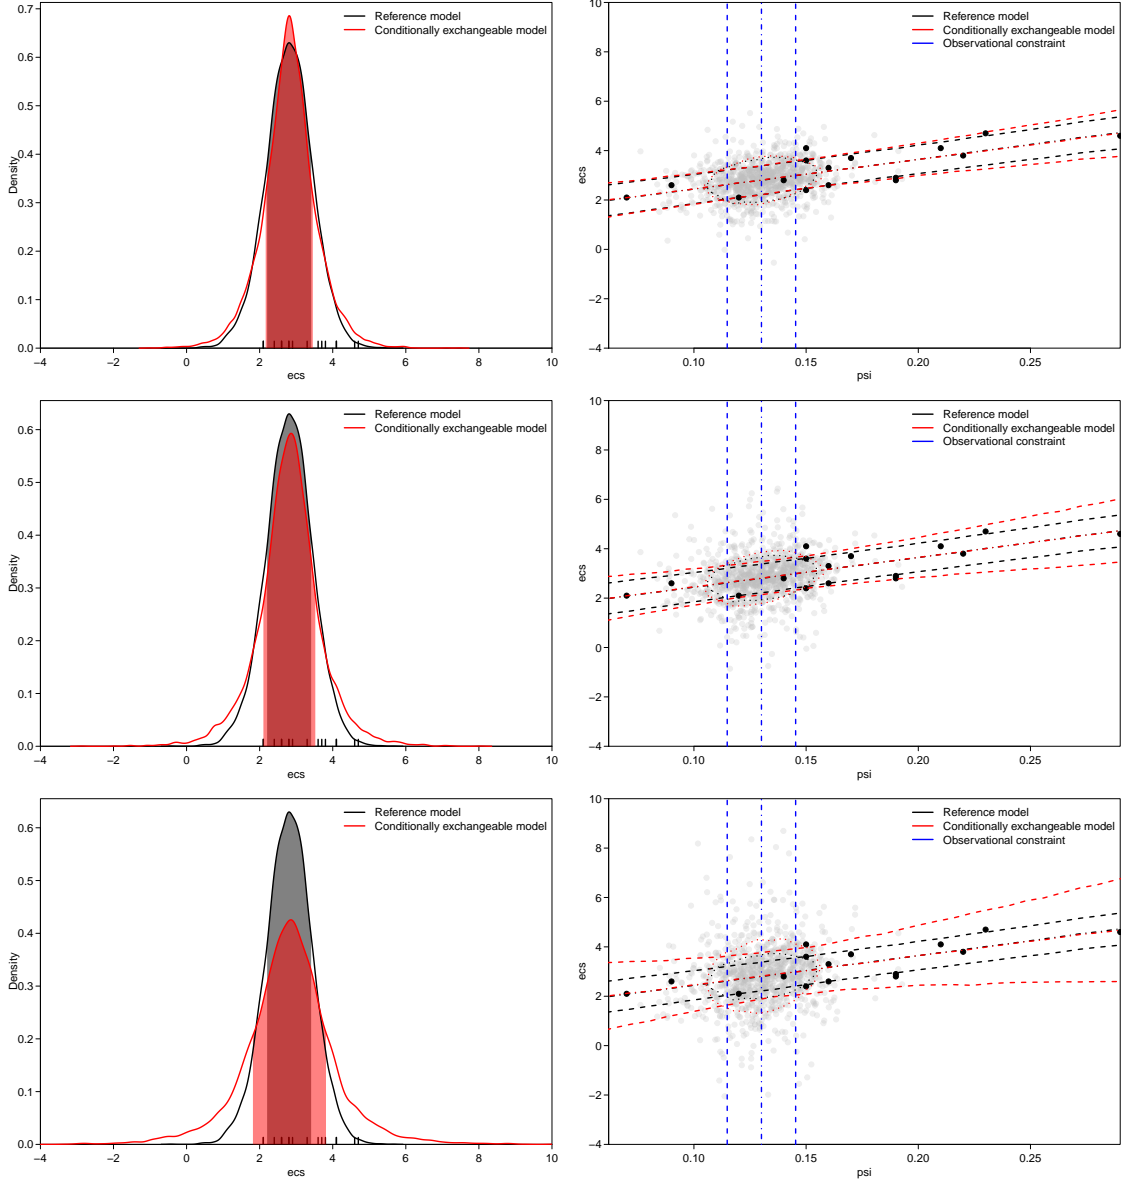 0.7
0.6
0.5
0.4
0.3
0.2
0.1
0.0
Density
−4 −2 0 2 4 6 8 10
ecs
Reference model
Conditionally exchangeable model
10
8
6
4
2
0
−2
−4
ecs
0.10 0.15 0.20 0.25
psi
Reference model
Conditionally exchangeable model
Observational constraint
0.6
0.5
0.4
0.3
0.2
0.1
0.0
Density
−4 −2 0 2 4 6 8 10
ecs
Reference model
Conditionally exchangeable model
10
8
6
4
2
0
−2
−4
ecs
0.10 0.15 0.20 0.25
psi
Reference model
Conditionally exchangeable model
Observational constraint
0.6
0.5
0.4
0.3
0.2
0.1
0.0
Density
−4 −2 0 2 4 6 8 10
ecs
Reference model
Conditionally exchangeable model
10
8
6
4
2
0
−2
−4
ecs
0.10 0.15 0.20 0.25
psi
Reference model
Conditionally exchangeable model
Observational constraint